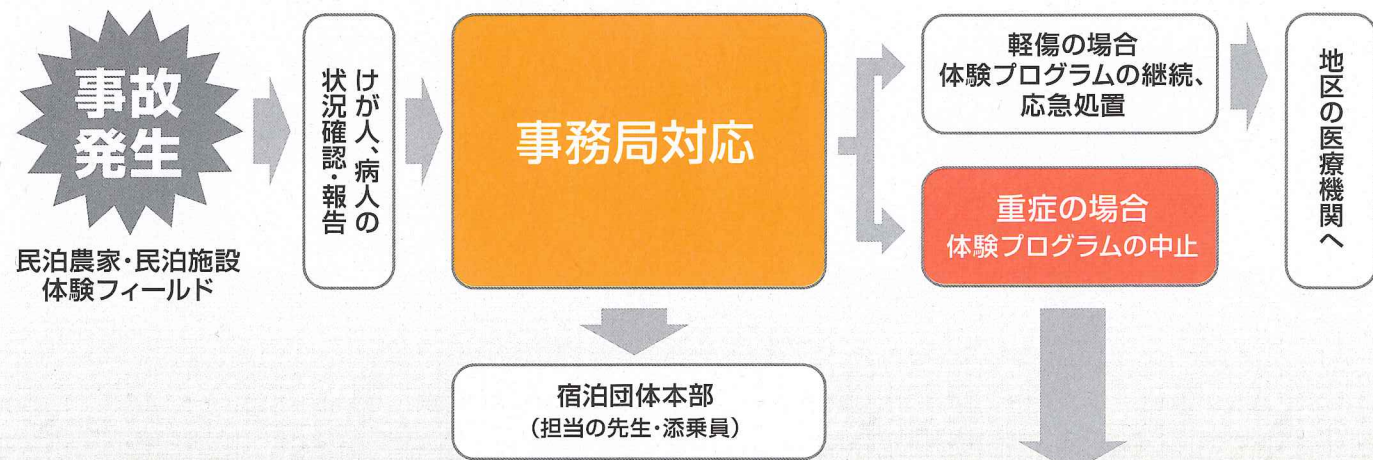 事故
発生
民泊農家・民泊施設
体験フィールド
けが人、病人の
状況確認・報告
事務局対応
宿泊団体本部
（担当の先生・添乗員）
軽傷の場合
体験プログラムの継続、
応急処置
重症の場合
体験プログラムの中止
地区の医療機関へ